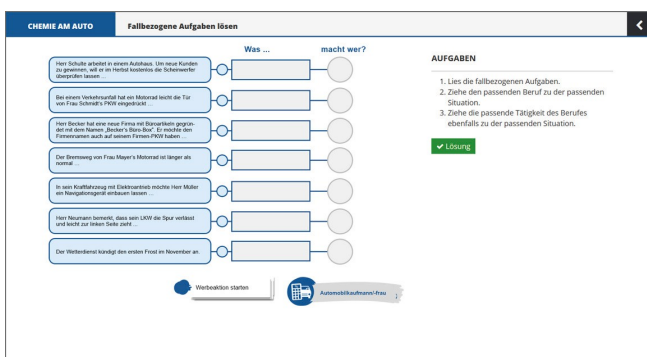 CHEMIE AM AUTO
Fallbezogene Aufgaben lösen
Was ...
macht wer?
Herr Schulte arbeitet in einem Autohaus. Um neue Kunden
zu gewinnen, will er im Herbst kostenlos die Scheinwerfer
überprüfen lassen ...
Bei einem Verkehrsunfall hat ein Motorrad leicht die Tür
von Frau Schmidt's PKW eingedrückt ...
Herr Becker hat eine neue Firma mit Büroartikeln gegrün-
det mit dem Namen „Becker's Büro-Box". Er möchte den
Firmennamen auch auf seinem Firmen-PKW haben ...
Der Bremsweg von Frau Mayer's Motorrad ist länger als
normal ...
In sein Kraftfahrzeug mit Elektroantrieb möchte Herr Müller
ein Navigationsgerät einbauen lassen ...
Herr Neumann bemerkt, dass sein LKW die Spur verlässt
und leicht zur linken Seite zieht ...
Der Wetterdienst kündigt den ersten Frost im November an.
Werbeaktion starten
Automobilkaufmann/-frau
AUFGABEN
1. Lies die fallbezogenen Aufgaben.
2. Ziehe den passenden Beruf zu der passenden
Situation.
3. Ziehe die passende Tätigkeit des Berufes
ebenfalls zu der passenden Situation.
Lösung